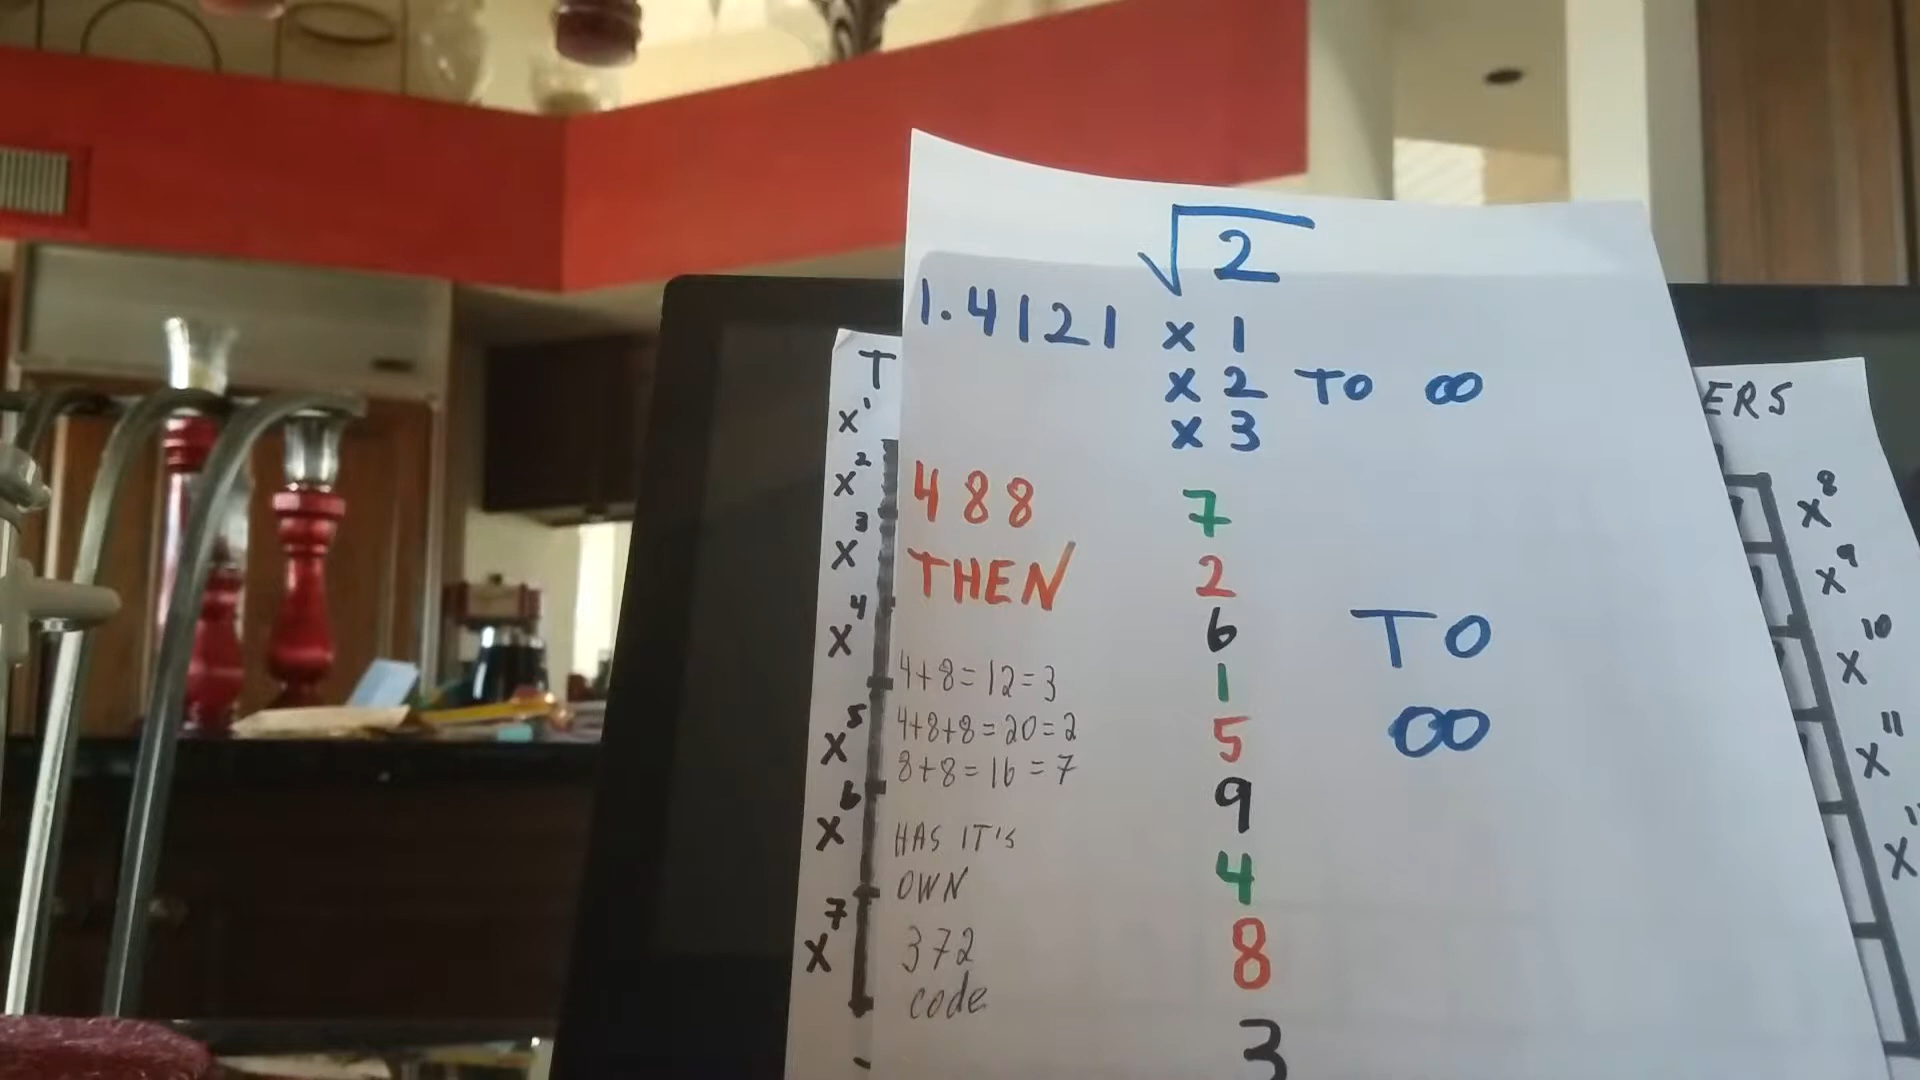 √2
1.4121 x 1
x 2 TO ∞
x 3
488
THEN
4+8=12=3
4+8+8=20=2
8+8=16=7
HAS IT'S
OWN
372
code
7
2
6
1
5
9
4
8
3
TO
∞
T
x¹
x²
x³
x⁴
x⁵
x⁶
x⁷
ERS
x⁸
x⁹
x¹⁰
x¹¹